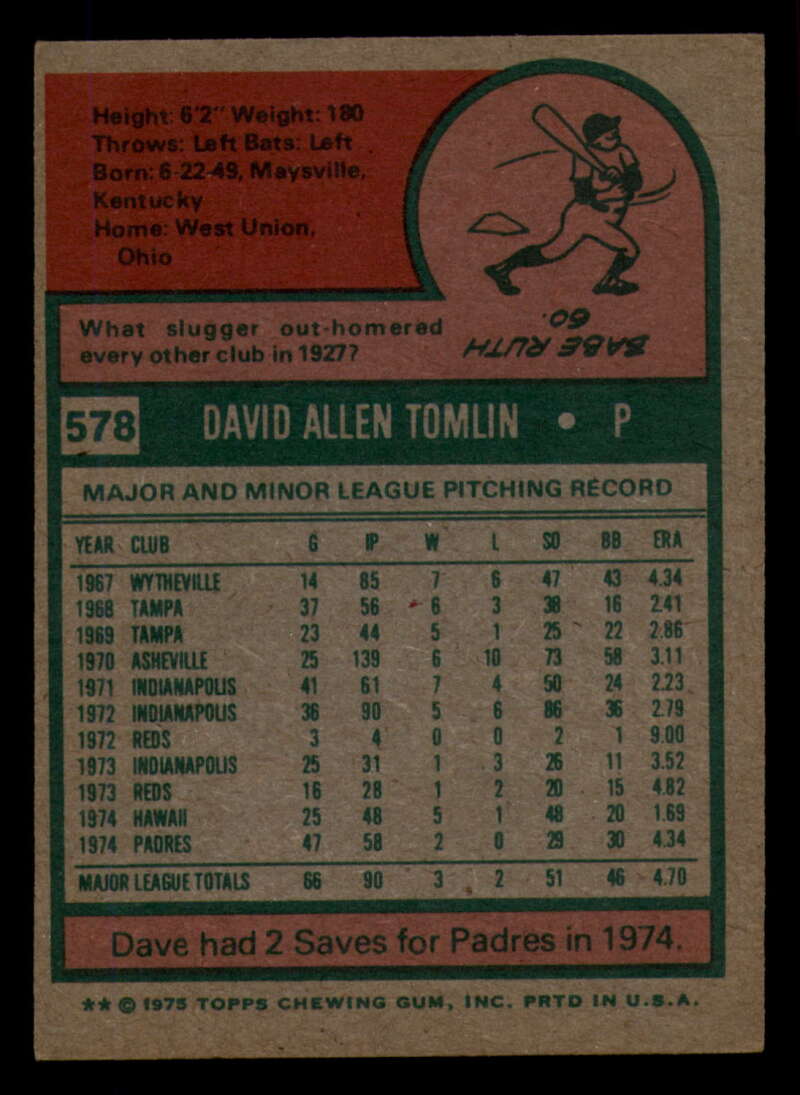 Height: 6'2" Weight: 180
Throws: Left Bats: Left
Born: 6-22-49, Maysville,
Kentucky
Home: West Union,
Ohio
What slugger out-homered
every other club in 1927?
BABE RUTH
60.
578 DAVID ALLEN TOMLIN • P
MAJOR AND MINOR LEAGUE PITCHING RECORD
YEAR CLUB G IP W L SO BB ERA
1967 WYTHEVILLE 14 85 7 6 47 43 4.34
1968 TAMPA 37 56 6 3 38 16 2.41
1969 TAMPA 23 44 5 1 25 22 2.86
1970 ASHEVILLE 25 139 6 10 73 58 3.11
1971 INDIANAPOLIS 41 61 7 4 50 24 2.23
1972 INDIANAPOLIS 36 90 5 6 86 36 2.79
1972 REDS 3 4 0 0 2 1 9.00
1973 INDIANAPOLIS 25 31 1 3 26 11 3.52
1973 REDS 16 28 1 2 20 15 4.82
1974 HAWAII 25 48 5 1 48 20 1.69
1974 PADRES 47 58 2 0 29 30 4.34
MAJOR LEAGUE TOTALS 66 90 3 2 51 46 4.70
Dave had 2 Saves for Padres in 1974.
** © 1975 TOPPS CHEWING GUM, INC. PRTD IN U.S.A.